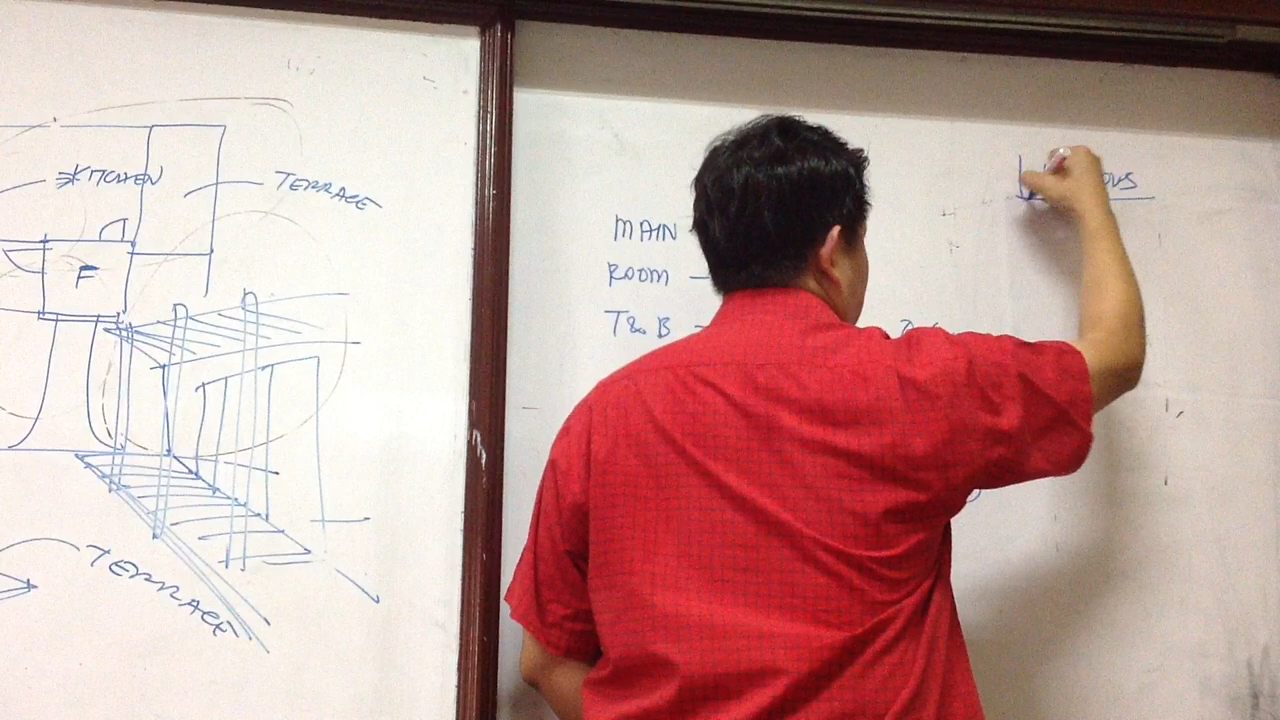 KITCHEN
TERRACE
F
TERRACE
MAIN
ROOM -
T&B -